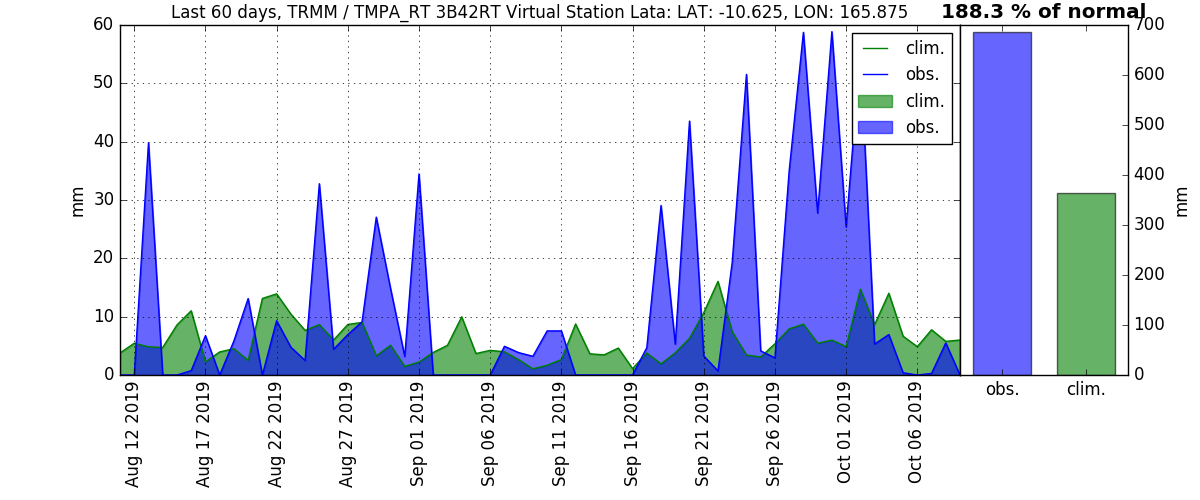 Last 60 days, TRMM / TMPA_RT 3B42RT Virtual Station Lata: LAT: -10.625, LON: 165.875
188.3 % of normal
60
50
40
30
20
10
0
mm
clim.
obs.
clim.
obs.
700
600
500
400
300
200
100
0
mm
obs.
clim.
Aug 12 2019
Aug 17 2019
Aug 22 2019
Aug 27 2019
Sep 01 2019
Sep 06 2019
Sep 11 2019
Sep 16 2019
Sep 21 2019
Sep 26 2019
Oct 01 2019
Oct 06 2019